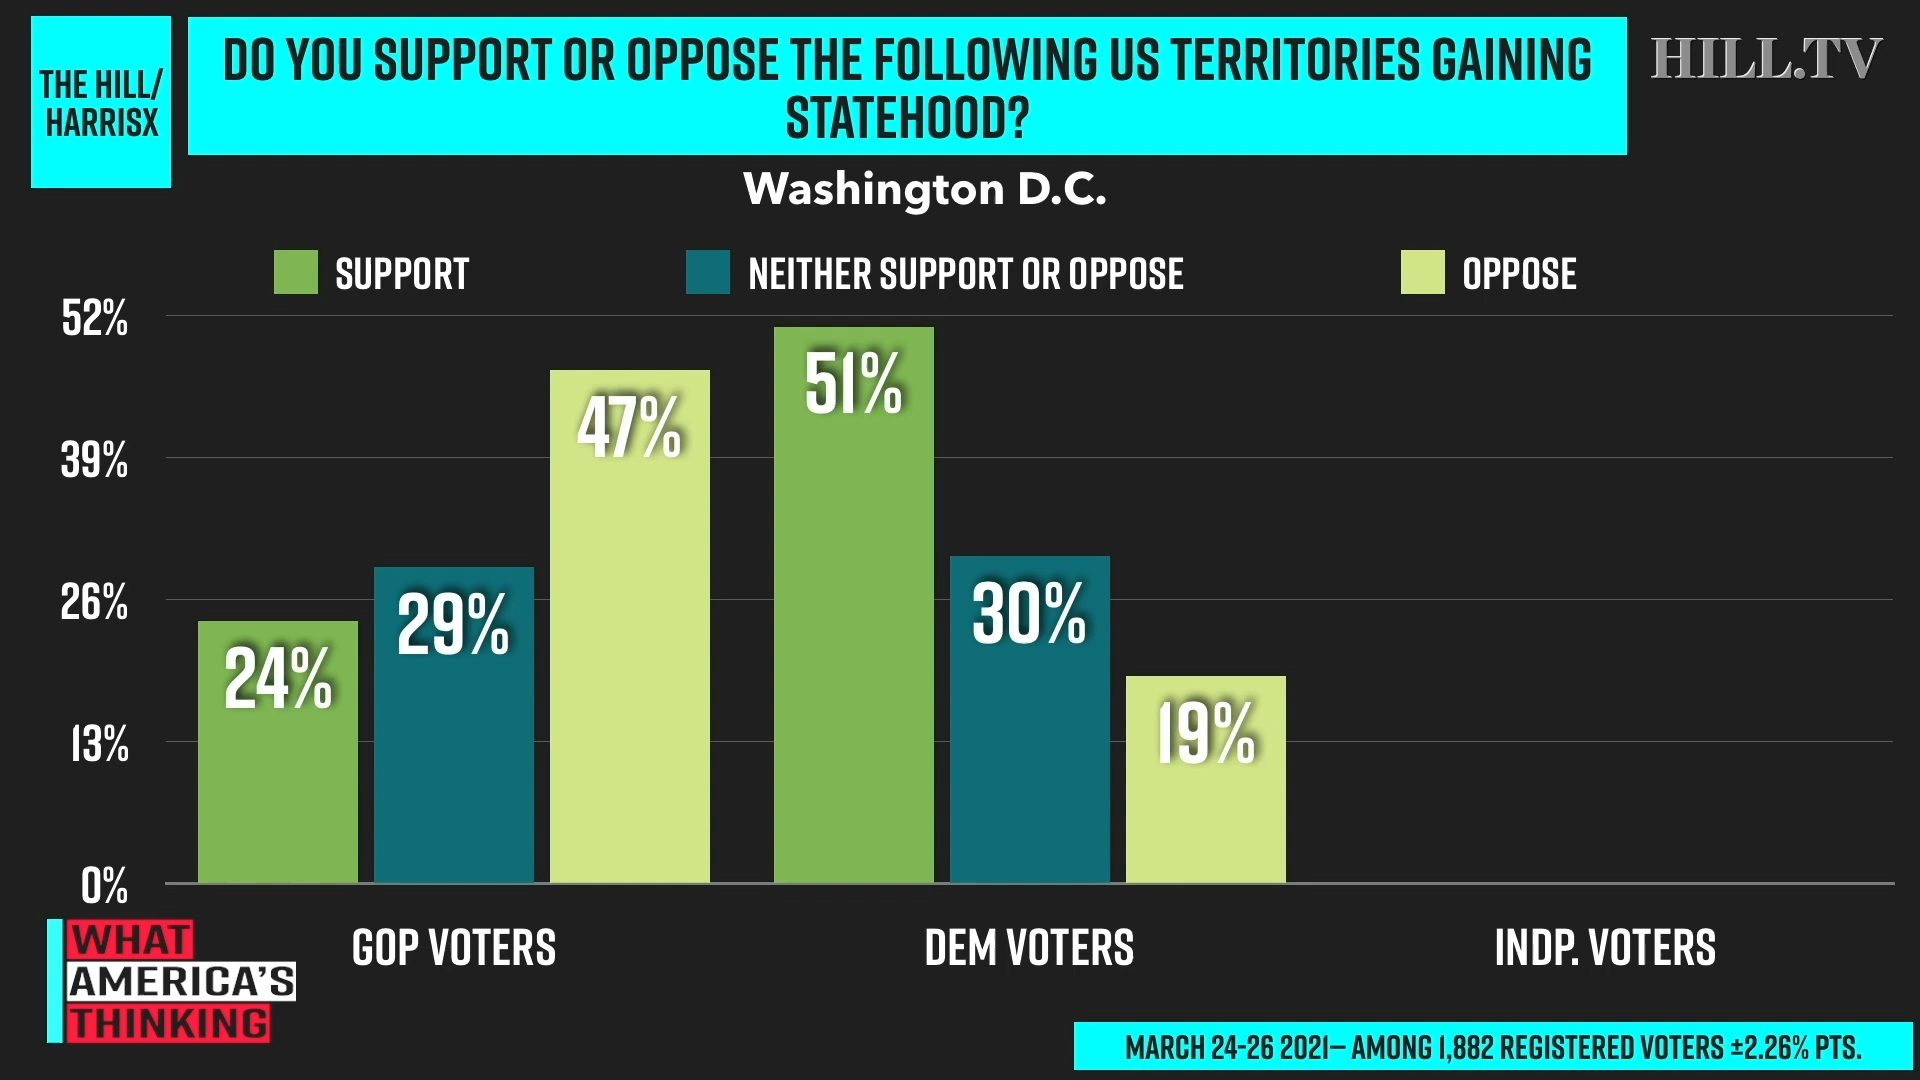 THE HILL/
HARRISX
DO YOU SUPPORT OR OPPOSE THE FOLLOWING US TERRITORIES GAINING
STATEHOOD?
HILL.TV
Washington D.C.
SUPPORT
NEITHER SUPPORT OR OPPOSE
OPPOSE
52%
39%
26%
13%
0%
24%
29%
47%
51%
30%
19%
GOP VOTERS
DEM VOTERS
INDP. VOTERS
WHAT
AMERICA'S
THINKING
MARCH 24-26 2021– AMONG 1,882 REGISTERED VOTERS ±2.26% PTS.